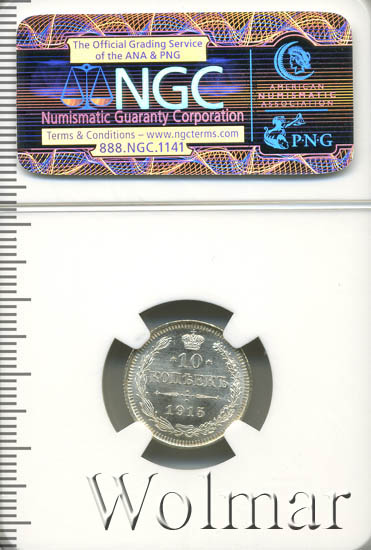 The Official Grading Service
of the ANA & PNG
NGC
Numismatic Guaranty Corporation
Terms & Conditions – www.ngcterms.com
888.NGC.1141
AMERICAN
NUMISMATIC
ASSOCIATION
P·N·G
10
КОПѢЕКЪ
1915
Wolmar